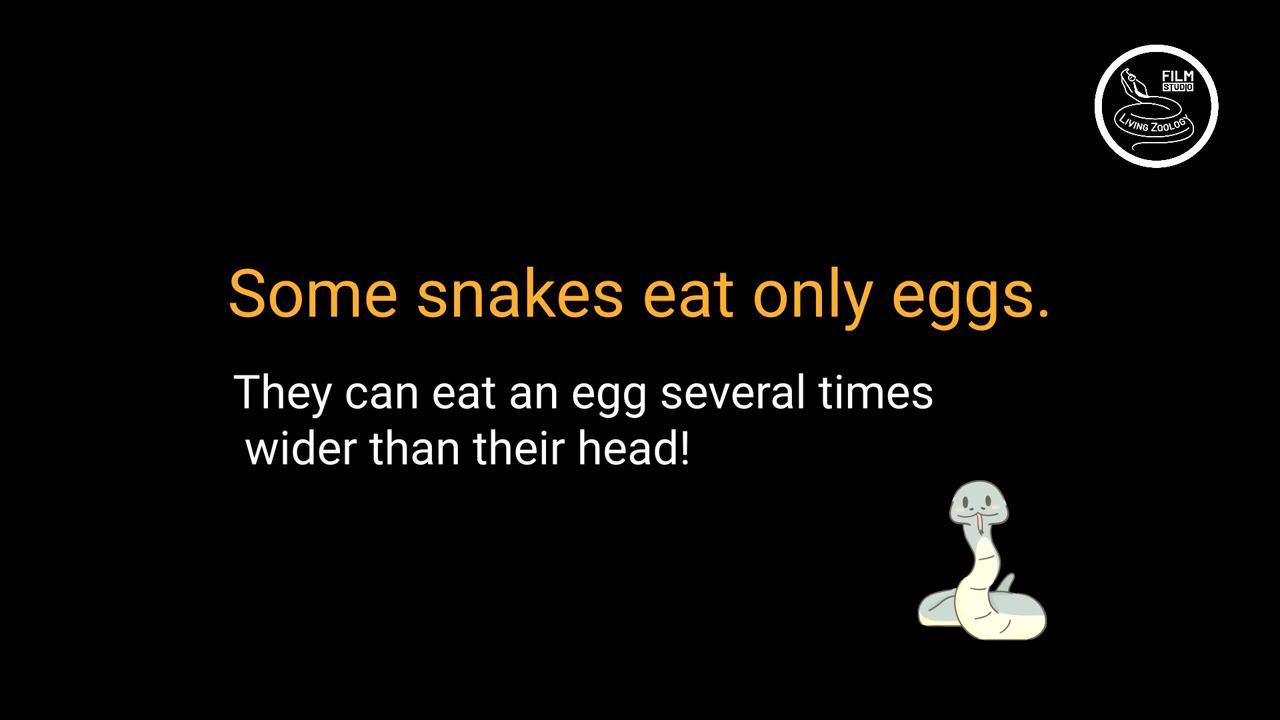 FILM
STUDIO
LIVING ZOOLOGY
Some snakes eat only eggs.
They can eat an egg several times
wider than their head!